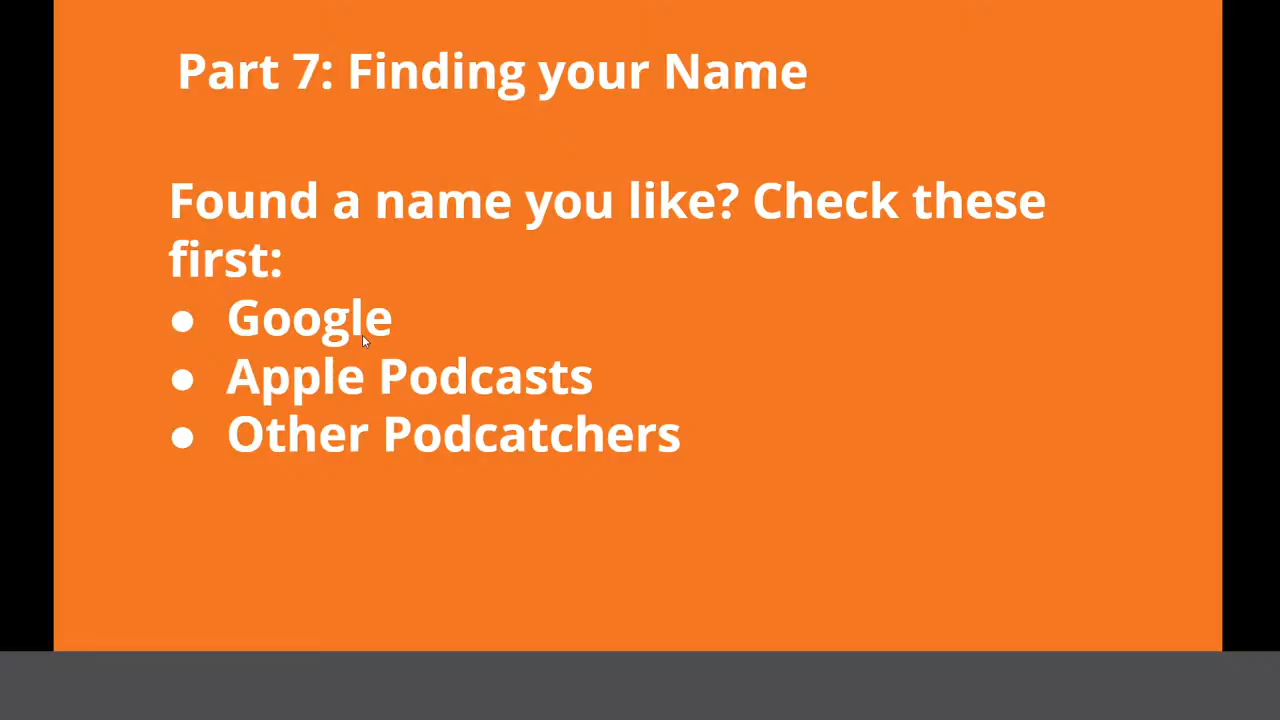 Part 7: Finding your Name
Found a name you like? Check these
first:
● Google
● Apple Podcasts
● Other Podcatchers